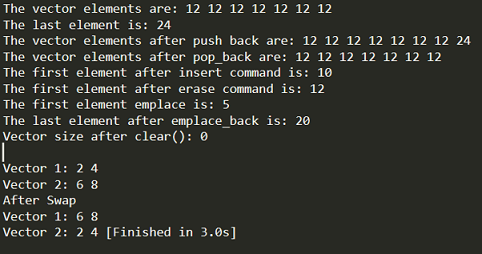 The vector elements are: 12 12 12 12 12 12 12
The last element is: 24
The vector elements after push back are: 12 12 12 12 12 12 12 24
The vector elements after pop_back are: 12 12 12 12 12 12 12
The first element after insert command is: 10
The first element after erase command is: 12
The first element emplace is: 5
The last element after emplace_back is: 20
Vector size after clear(): 0
Vector 1: 2 4
Vector 2: 6 8
After Swap
Vector 1: 6 8
Vector 2: 2 4 [Finished in 3.0s]